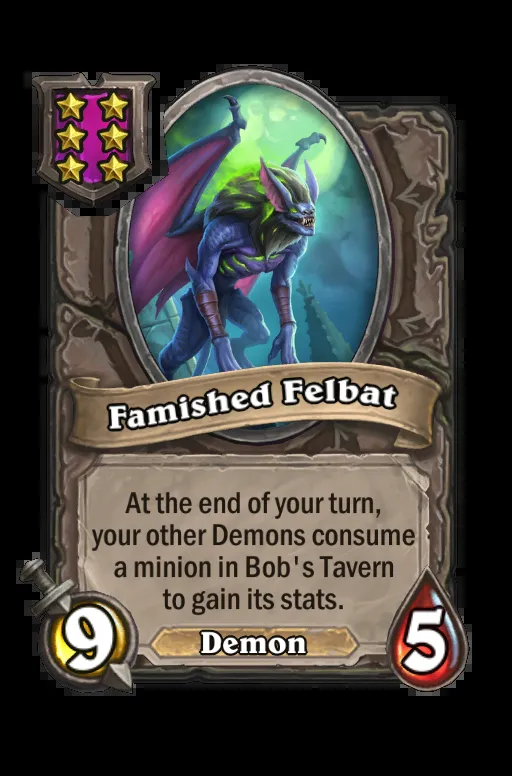 Famished Felbat
At the end of your turn,
your other Demons consume
a minion in Bob's Tavern
to gain its stats.
9
Demon
5